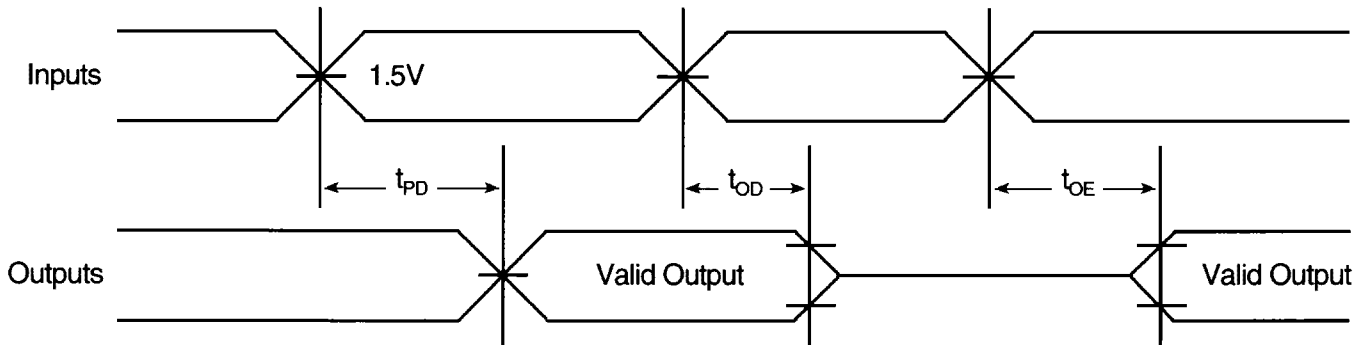 Inputs
1.5V
tPD
tOD
tOE
Outputs
Valid Output
Valid Output